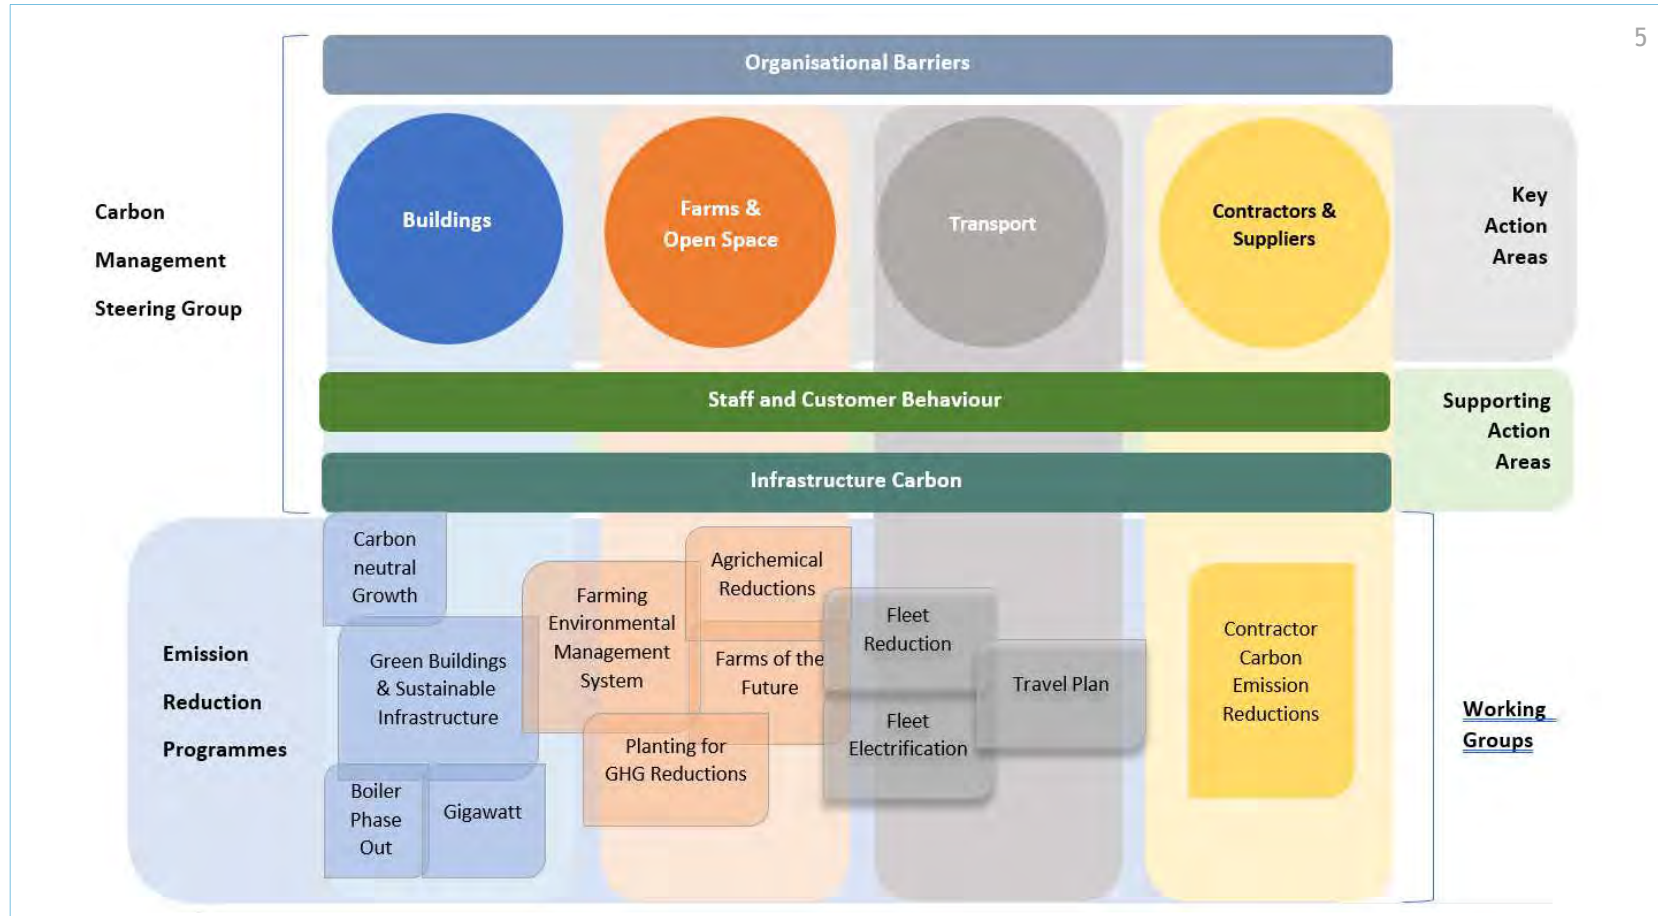 5
Organisational Barriers
Carbon
Management
Steering Group
Buildings
Farms &
Open Space
Transport
Contractors &
Suppliers
Key
Action
Areas
Staff and Customer Behaviour
Supporting
Action
Areas
Infrastructure Carbon
Emission
Reduction
Programmes
Carbon
neutral
Growth
Green Buildings
& Sustainable
Infrastructure
Boiler
Phase
Out
Gigawatt
Farming
Environmental
Management
System
Agrichemical
Reductions
Farms of the
Future
Planting for
GHG Reductions
Fleet
Reduction
Fleet
Electrification
Travel Plan
Contractor
Carbon
Emission
Reductions
Working
Groups